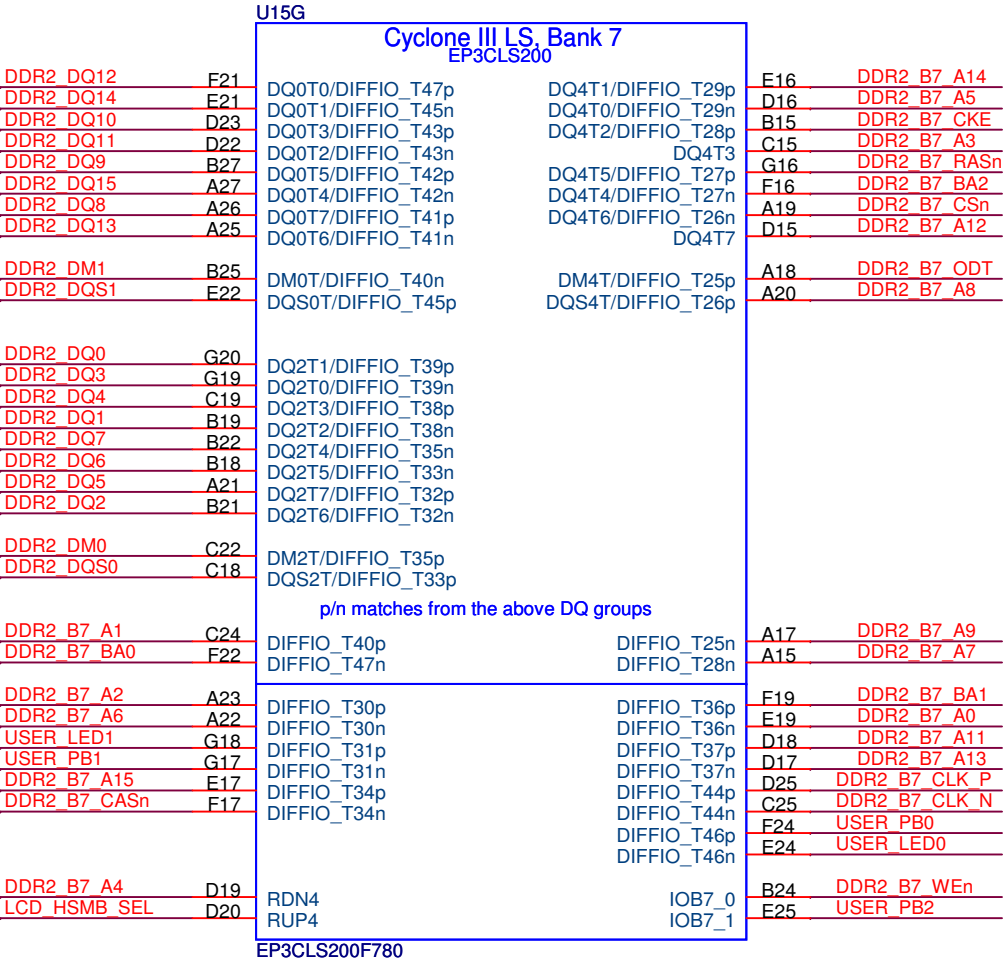 U15G
Cyclone III LS, Bank 7
EP3CLS200
DDR2_DQ12 F21 DQ0T0/DIFFIO_T47p DQ4T1/DIFFIO_T29p E16 DDR2_B7_A14
DDR2_DQ14 E21 DQ0T1/DIFFIO_T45n DQ4T0/DIFFIO_T29n D16 DDR2_B7_A5
DDR2_DQ10 D23 DQ0T3/DIFFIO_T43p DQ4T2/DIFFIO_T28p B15 DDR2_B7_CKE
DDR2_DQ11 D22 DQ0T2/DIFFIO_T43n DQ4T3 C15 DDR2_B7_A3
DDR2_DQ9 B27 DQ0T5/DIFFIO_T42p DQ4T5/DIFFIO_T27p G16 DDR2_B7_RASn
DDR2_DQ15 A27 DQ0T4/DIFFIO_T42n DQ4T4/DIFFIO_T27n F16 DDR2_B7_BA2
DDR2_DQ8 A26 DQ0T7/DIFFIO_T41p DQ4T6/DIFFIO_T26n A19 DDR2_B7_CSn
DDR2_DQ13 A25 DQ0T6/DIFFIO_T41n DQ4T7 D15 DDR2_B7_A12
DDR2_DM1 B25 DM0T/DIFFIO_T40n DM4T/DIFFIO_T25p A18 DDR2_B7_ODT
DDR2_DQS1 E22 DQS0T/DIFFIO_T45p DQS4T/DIFFIO_T26p A20 DDR2_B7_A8
DDR2_DQ0 G20 DQ2T1/DIFFIO_T39p
DDR2_DQ3 G19 DQ2T0/DIFFIO_T39n
DDR2_DQ4 C19 DQ2T3/DIFFIO_T38p
DDR2_DQ1 B19 DQ2T2/DIFFIO_T38n
DDR2_DQ7 B22 DQ2T4/DIFFIO_T35n
DDR2_DQ6 B18 DQ2T5/DIFFIO_T33n
DDR2_DQ5 A21 DQ2T7/DIFFIO_T32p
DDR2_DQ2 B21 DQ2T6/DIFFIO_T32n
DDR2_DM0 C22 DM2T/DIFFIO_T35p
DDR2_DQS0 C18 DQS2T/DIFFIO_T33p
p/n matches from the above DQ groups
DDR2_B7_A1 C24 DIFFIO_T40p DIFFIO_T25n A17 DDR2_B7_A9
DDR2_B7_BA0 F22 DIFFIO_T47n DIFFIO_T28n A15 DDR2_B7_A7
DDR2_B7_A2 A23 DIFFIO_T30p DIFFIO_T36p F19 DDR2_B7_BA1
DDR2_B7_A6 A22 DIFFIO_T30n DIFFIO_T36n E19 DDR2_B7_A0
USER_LED1 G18 DIFFIO_T31p DIFFIO_T37p D18 DDR2_B7_A11
USER_PB1 G17 DIFFIO_T31n DIFFIO_T37n D17 DDR2_B7_A13
DDR2_B7_A15 E17 DIFFIO_T34p DIFFIO_T44p D25 DDR2_B7_CLK_P
DDR2_B7_CASn F17 DIFFIO_T34n DIFFIO_T44n C25 DDR2_B7_CLK_N
DIFFIO_T46p F24 USER_PB0
DIFFIO_T46n E24 USER_LED0
DDR2_B7_A4 D19 RDN4 IOB7_0 B24 DDR2_B7_WEn
LCD_HSMB_SEL D20 RUP4 IOB7_1 E25 USER_PB2
EP3CLS200F780